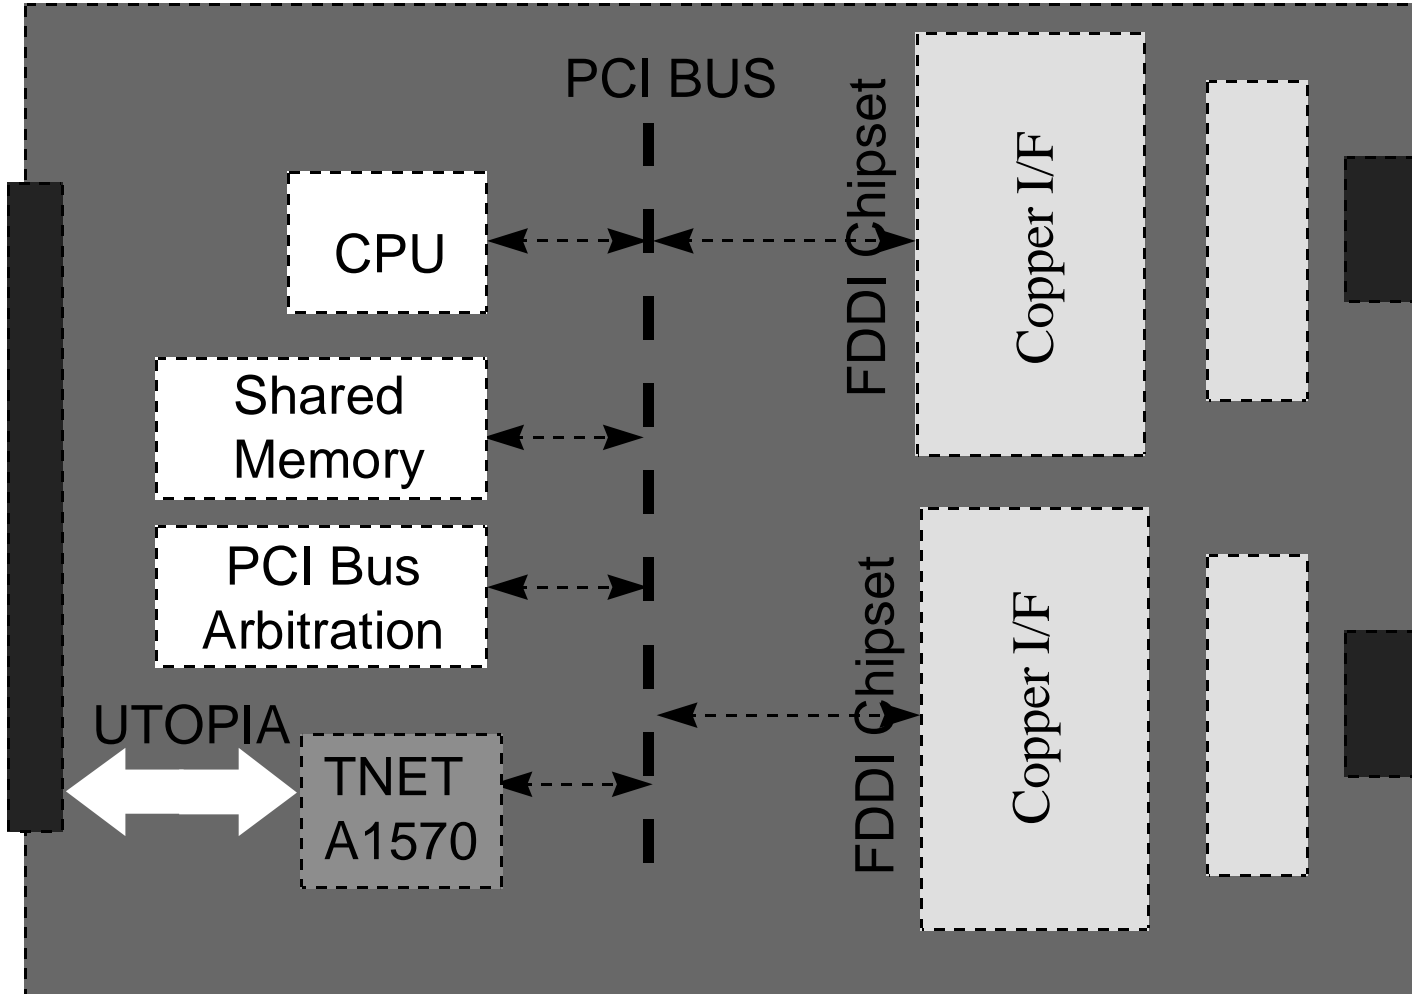 PCI BUS
CPU
FDDI Chipset
Copper I/F
Shared
Memory
PCI Bus
Arbitration
FDDI Chipset
Copper I/F
UTOPIA
TNET
A1570